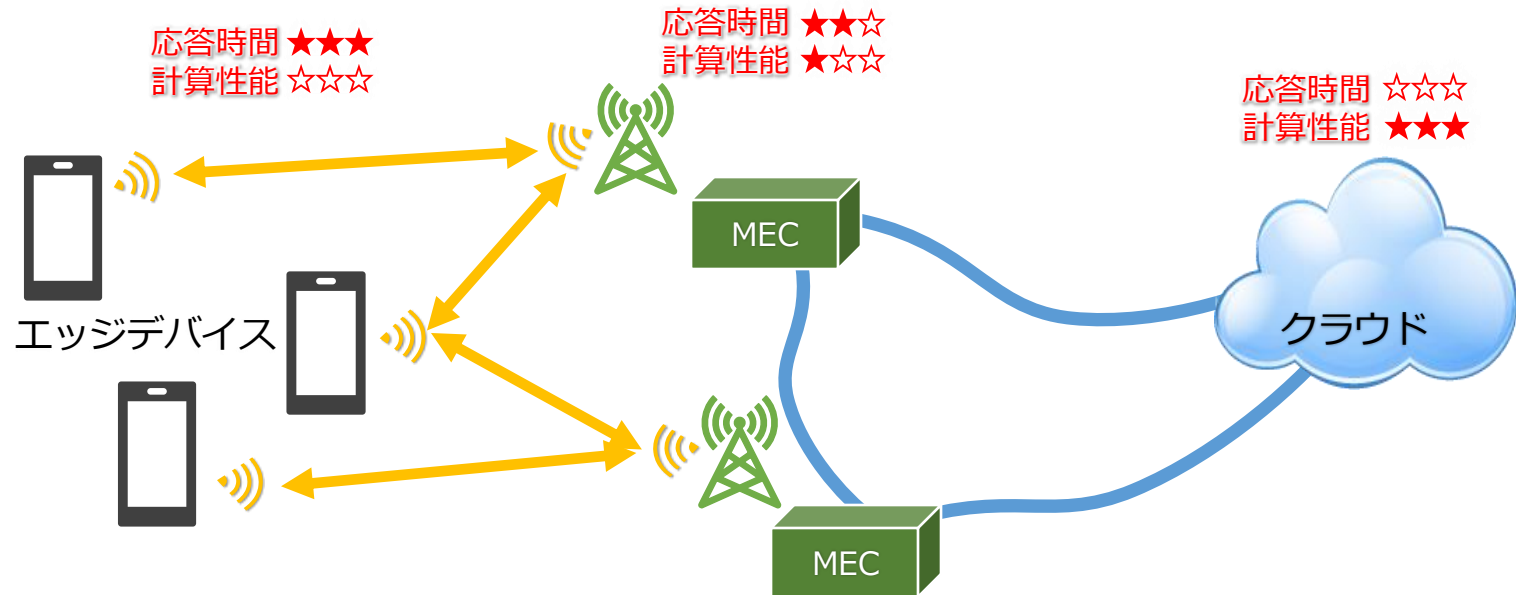 応答時間 ★★★
計算性能 ☆☆☆
応答時間 ★★☆
計算性能 ★☆☆
応答時間 ☆☆☆
計算性能 ★★★
MEC
エッジデバイス
クラウド
MEC